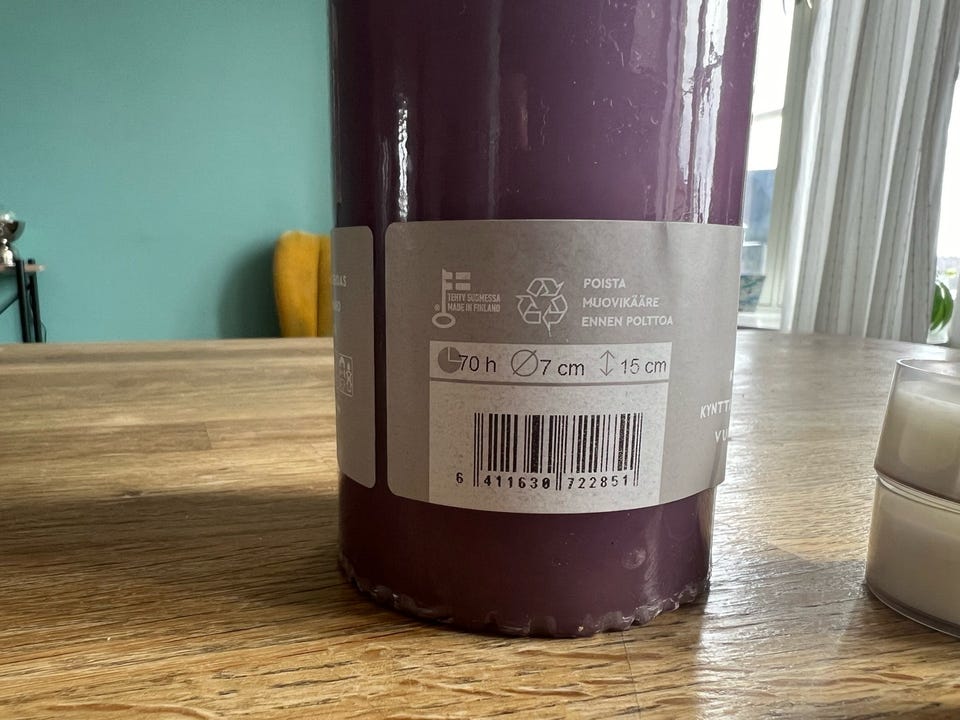 TEHTY SUOMESSA
MADE IN FINLAND
POISTA
MUOVIKÄÄRE
ENNEN POLTTOA
70 h 7 cm 15 cm
6 411630 722851